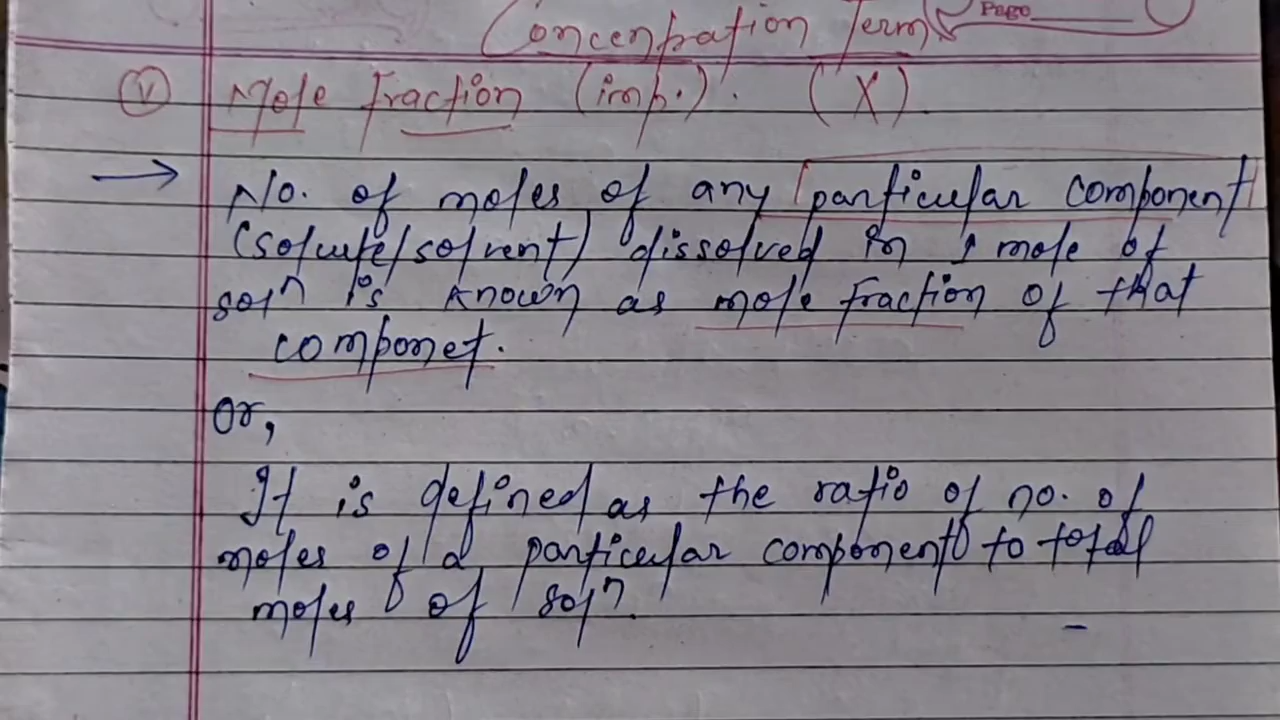 Concentration Term
Page
(v) Mole fraction (imp.). (X)
→ No. of moles of any particular component
(solute/solvent) dissolved in 1 mole of
solⁿ is known as mole fraction of that
componet.
Or,
It is defined as the ratio of no. of
moles of a particular component to total
moles of solⁿ.